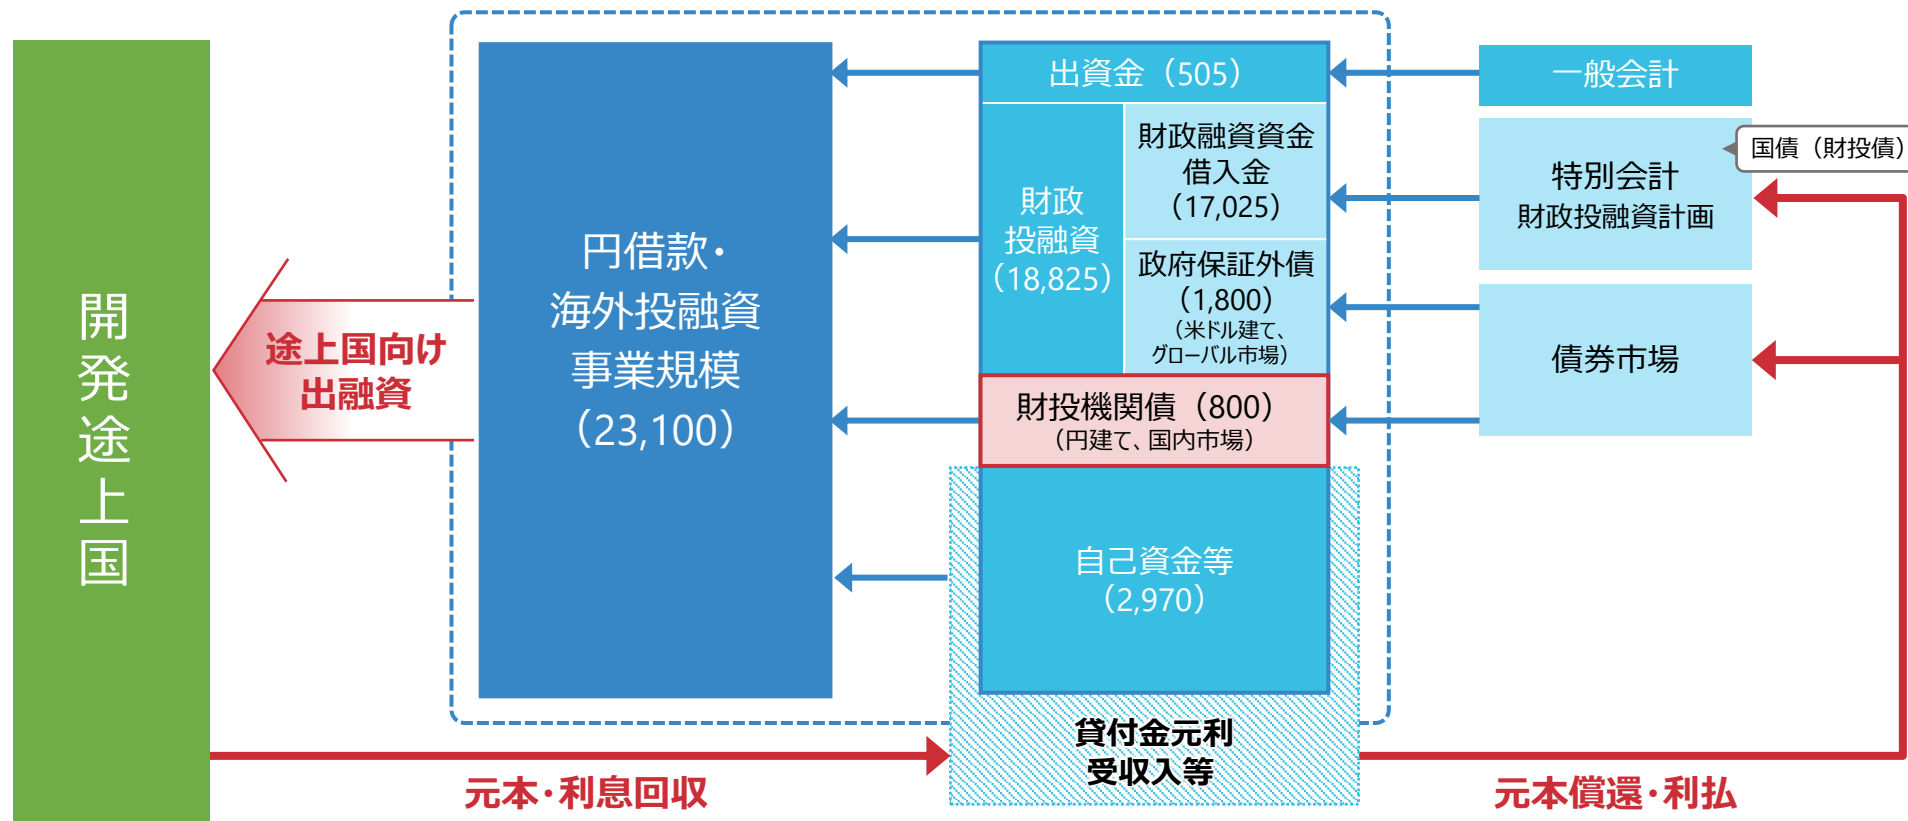 開発途上国
途上国向け
出融資
円借款・
海外投融資
事業規模
（23,100）
出資金（505）
財政
投融資
（18,825）
財政融資資金
借入金
（17,025）
政府保証外債
（1,800）
（米ドル建て、
グローバル市場）
財投機関債（800）
（円建て、国内市場）
自己資金等
（2,970）
貸付金元利
受収入等
一般会計
特別会計
財政投融資計画
国債（財投債）
債券市場
元本・利息回収
元本償還・利払